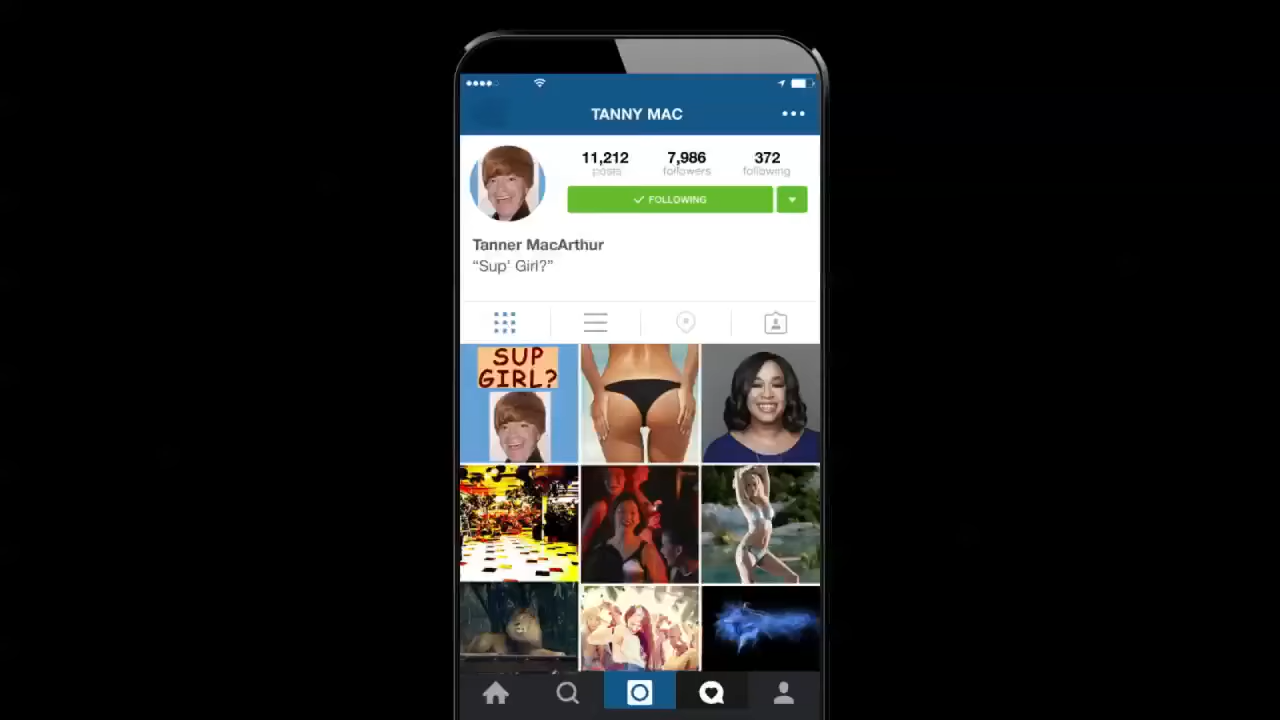 TANNY MAC
11,212 7,986 372
posts followers following
FOLLOWING
Tanner MacArthur
“Sup' Girl?”
SUP
GIRL?